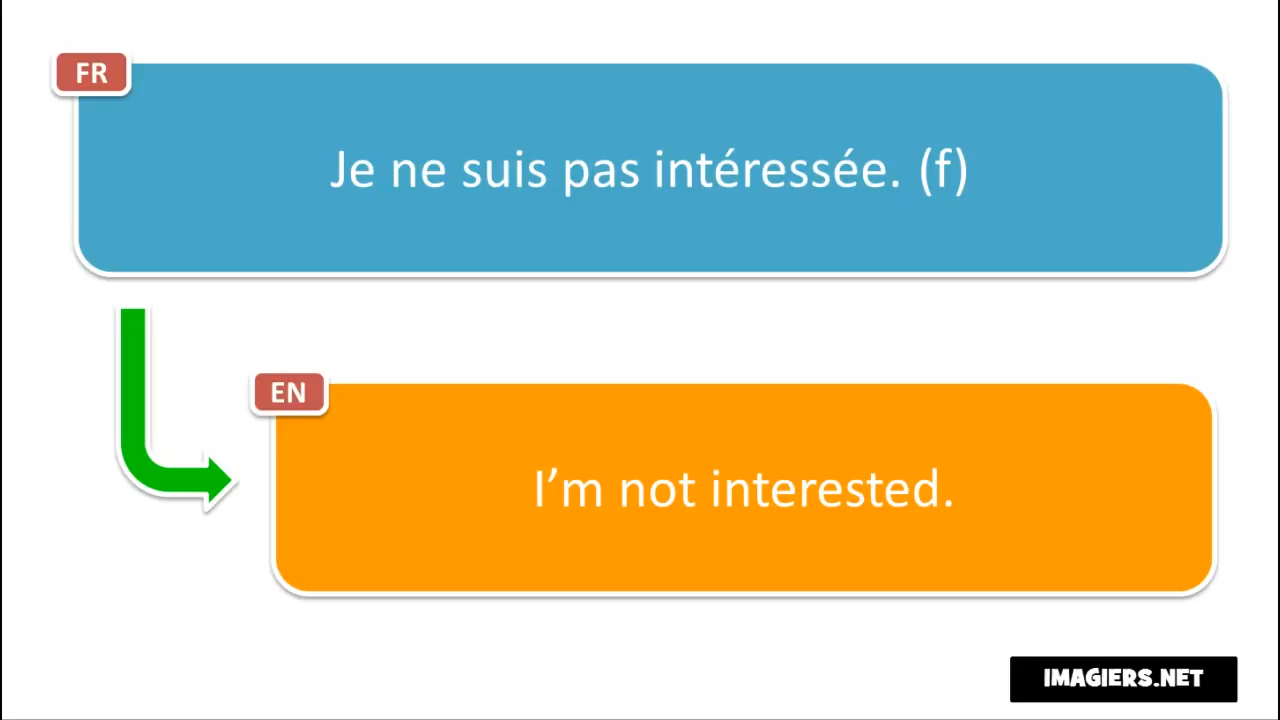 FR
Je ne suis pas intéressée. (f)
EN
I’m not interested.
IMAGIERS.NET